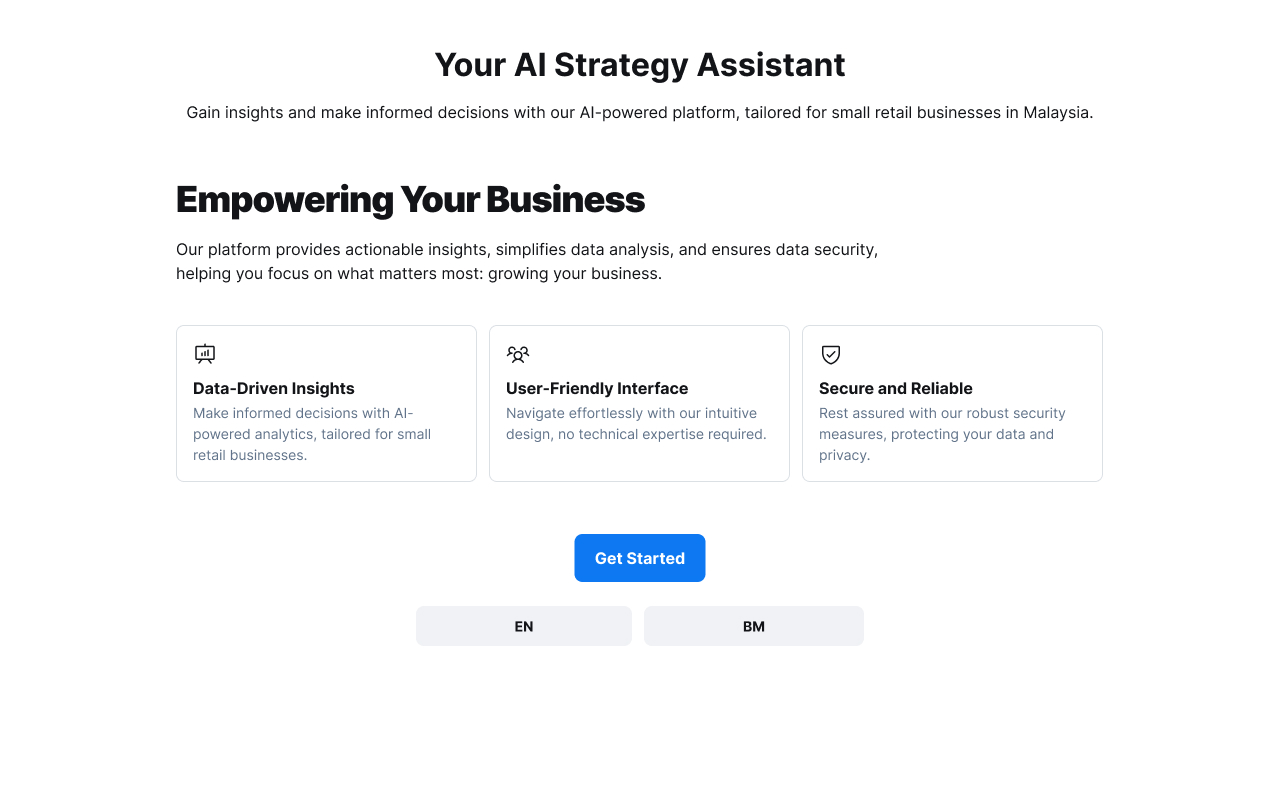 Your AI Strategy Assistant
Gain insights and make informed decisions with our AI-powered platform, tailored for small retail businesses in Malaysia.
Empowering Your Business
Our platform provides actionable insights, simplifies data analysis, and ensures data security,
helping you focus on what matters most: growing your business.
Data-Driven Insights
Make informed decisions with AI-
powered analytics, tailored for small
retail businesses.
User-Friendly Interface
Navigate effortlessly with our intuitive
design, no technical expertise required.
Secure and Reliable
Rest assured with our robust security
measures, protecting your data and
privacy.
Get Started
EN
BM